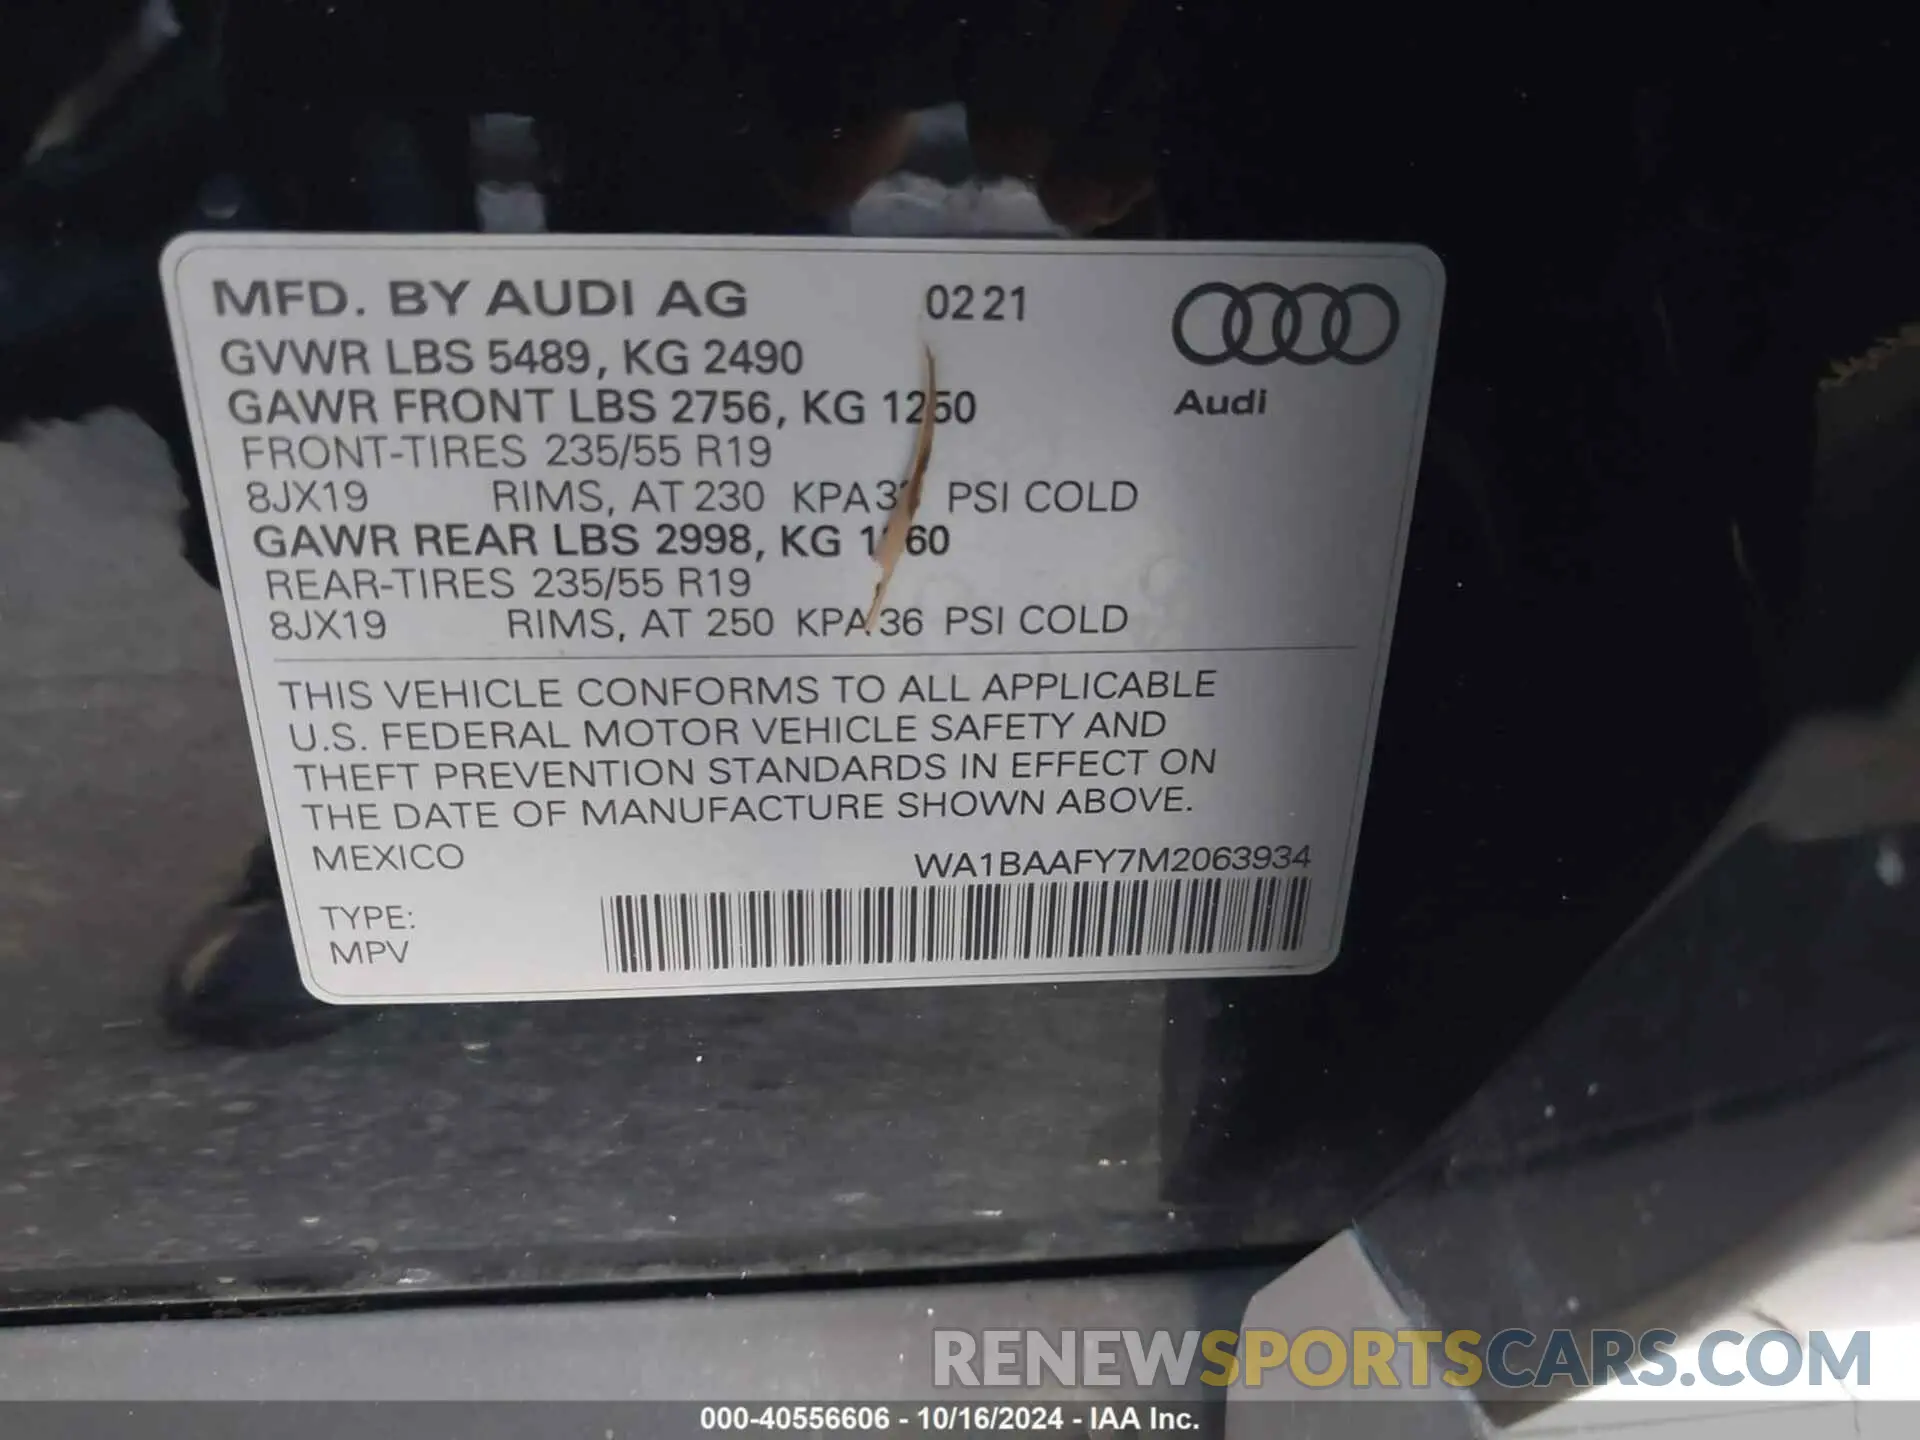 MFD. BY AUDI AG 0221
GVWR LBS 5489, KG 2490
GAWR FRONT LBS 2756, KG 1250
Audi
FRONT-TIRES 235/55 R19
8JX19 RIMS, AT 230 KPA PSI COLD
GAWR REAR LBS 2998, KG
REAR-TIRES 235/55 R19
8JX19 RIMS, AT 250 KPA 36 PSI COLD
THIS VEHICLE CONFORMS TO ALL APPLICABLE
U.S. FEDERAL MOTOR VEHICLE SAFETY AND
THEFT PREVENTION STANDARDS IN EFFECT ON
THE DATE OF MANUFACTURE SHOWN ABOVE.
MEXICO WA1BAAFY7M2063934
TYPE:
MPV
RENEWSPORTSCARS.COM
000-40556606 - 10/16/2024 - IAA Inc.